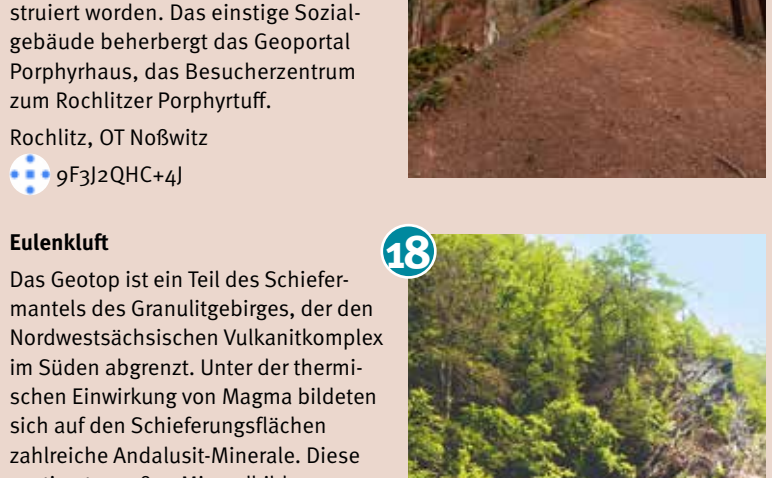 struiert worden. Das einstige Sozial-
gebäude beherbergt das Geoportal
Porphyrhaus, das Besucherzentrum
zum Rochlitzer Porphyrtuff.
Rochlitz, OT Noßwitz
9F3J2QHC+4J
Eulenkluft
18
Das Geotop ist ein Teil des Schiefer-
mantels des Granulitgebirges, der den
Nordwestsächsischen Vulkanitkomplex
im Süden abgrenzt. Unter der thermi-
schen Einwirkung von Magma bildeten
sich auf den Schieferungsflächen
zahlreiche Andalusit-Minerale. Diese